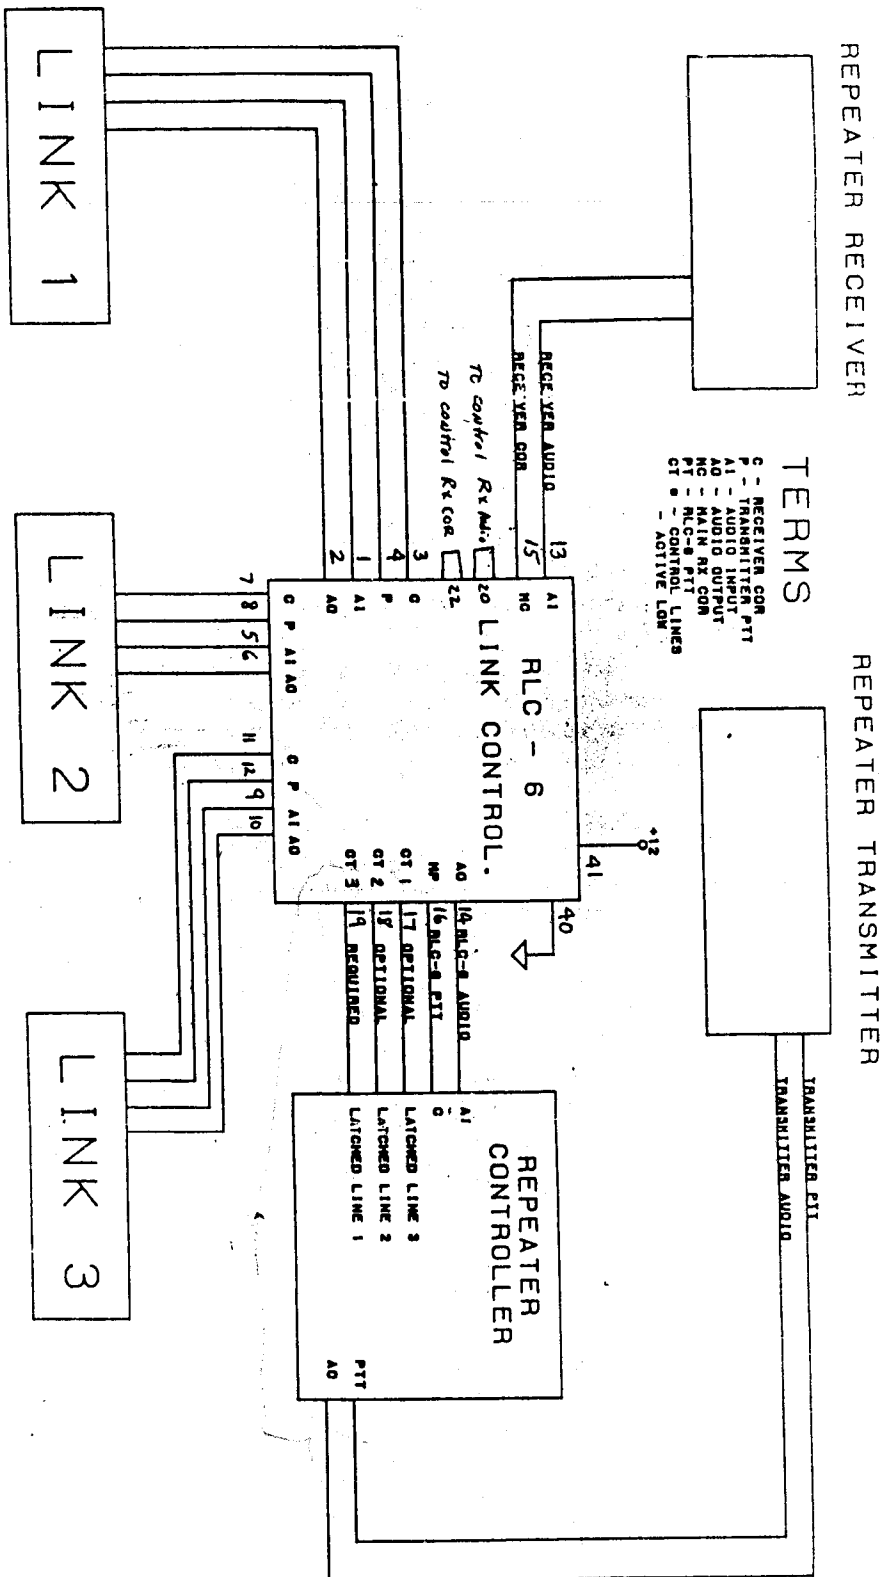 REPEATER RECEIVER
REPEATER TRANSMITTER
TERMS
C - RECEIVER COR
P - TRANSMITTER PTT
AI - AUDIO INPUT
AO - AUDIO OUTPUT
MC - MAIN RX COR
PT - RLC-6 PTT
CT # - CONTROL LINES
- ACTIVE LOW
RECEIVER AUDIO
RECEIVER COR
TO control Rx Audio
TO control Rx COR
13
15
20
22
3
4
1
2
AI
MC
C
P
AI
AO
RLC - 6
LINK CONTROL.
+12
41
40
AO
MP
CT 1
CT 2
CT 3
14 RLC-6 AUDIO
16 RLC-6 PTT
17 OPTIONAL
18 OPTIONAL
19 REQUIRED
AI
C
LATCHED LINE 3
LATCHED LINE 2
LATCHED LINE 1
REPEATER
CONTROLLER
PTT
AO
TRANSMITTER PTT
TRANSMITTER AUDIO
C P AI AO
7 8 5 6
C P AI AO
11 12 9 10
LINK 1
LINK 2
LINK 3